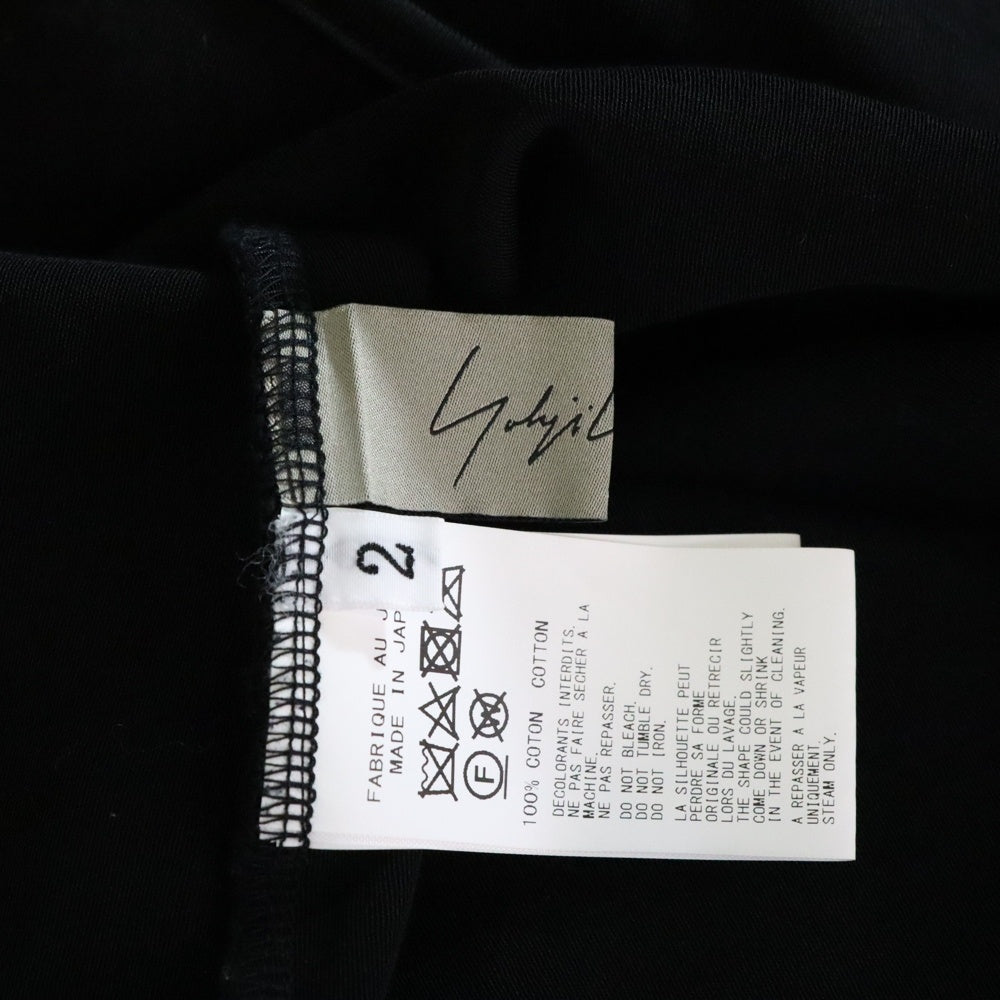 Yohji
2
FABRIQUE AU J
MADE IN JAP
F
W
100% COTON COTTON
DECOLORANTS INTERDITS.
NE PAS FAIRE SECHER À LA
MACHINE.
NE PAS REPASSER.
DO NOT BLEACH.
DO NOT TUMBLE DRY.
DO NOT IRON.
LA SILHOUETTE PEUT
PERDRE SA FORME
ORIGINALE OU RETRECIR
LORS DU LAVAGE.
THE SHAPE COULD SLIGHTLY
COME DOWN OR SHRINK
IN THE EVENT OF CLEANING.
A REPASSER A LA VAPEUR
UNIQUEMENT.
STEAM ONLY.